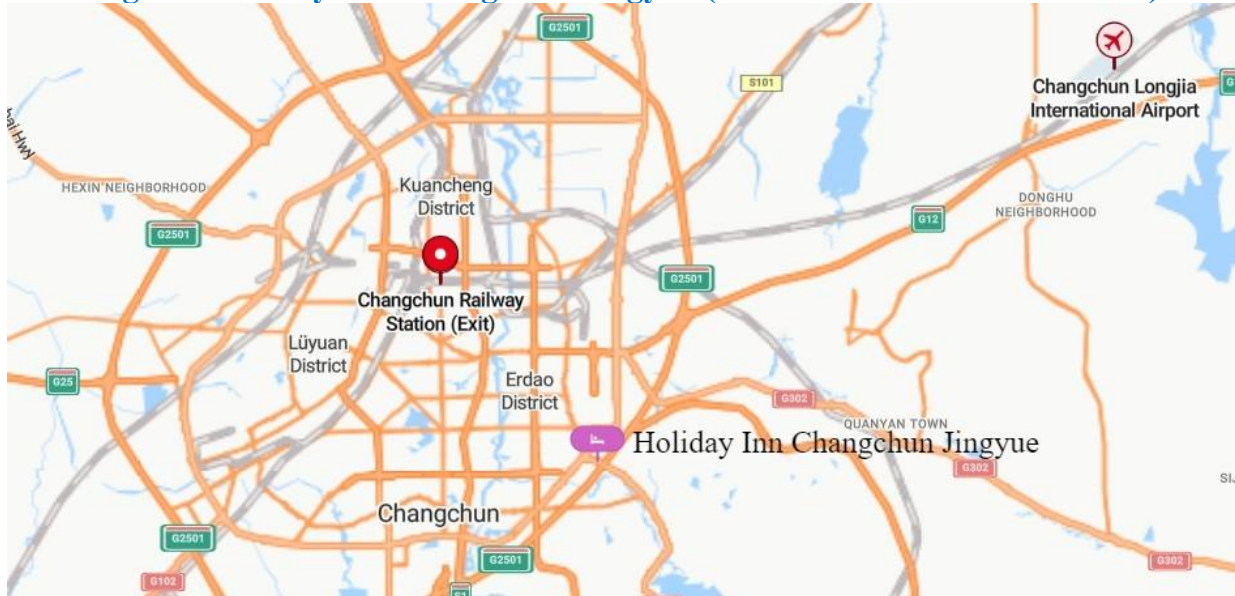 G2501
S101
Changchun Longjia
International Airport
HEXIN NEIGHBORHOOD
Kuancheng
District
DONGHU
NEIGHBORHOOD
G2501
G12
G2501
Changchun Railway
Station (Exit)
Lüyuan
District
Erdao
District
G25
G302
QUANYAN TOWN
Holiday Inn Changchun Jingyue
G302
Changchun
G2501
G2501
G302
G102
S1